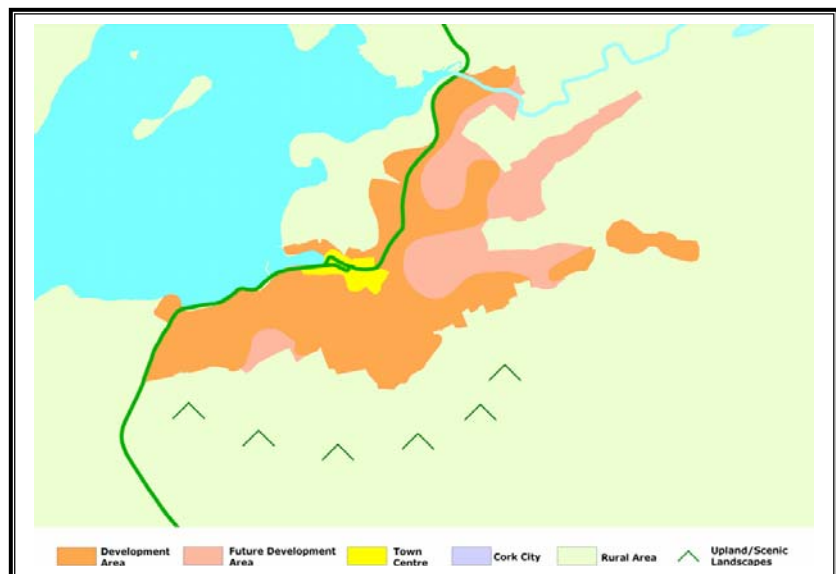 Development Area
Future Development Area
Town Centre
Cork City
Rural Area
Upland/Scenic Landscapes